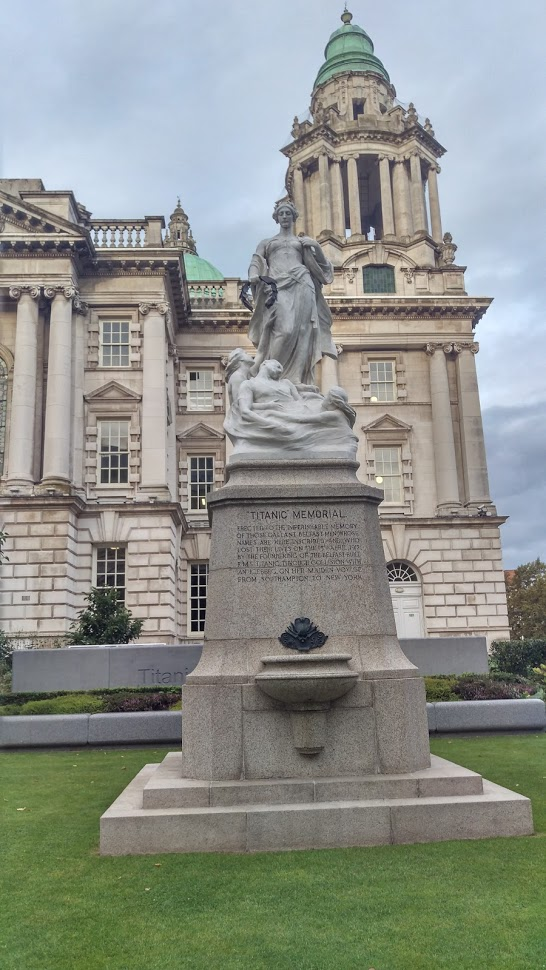 TITANIC MEMORIAL
ERECTED TO THE IMPERISHABLE MEMORY
OF THOSE GALLANT BELFAST MEN WHOSE
NAMES ARE HERE INSCRIBED AND WHO
LOST THEIR LIVES ON THE 15TH APRIL 1912,
BY THE FOUNDERING OF THE BELFAST BUILT
R.M.S. TITANIC, THROUGH COLLISION WITH
AN ICEBERG, ON HER MAIDEN VOYAGE
FROM SOUTHAMPTON TO NEW YORK
Titanic